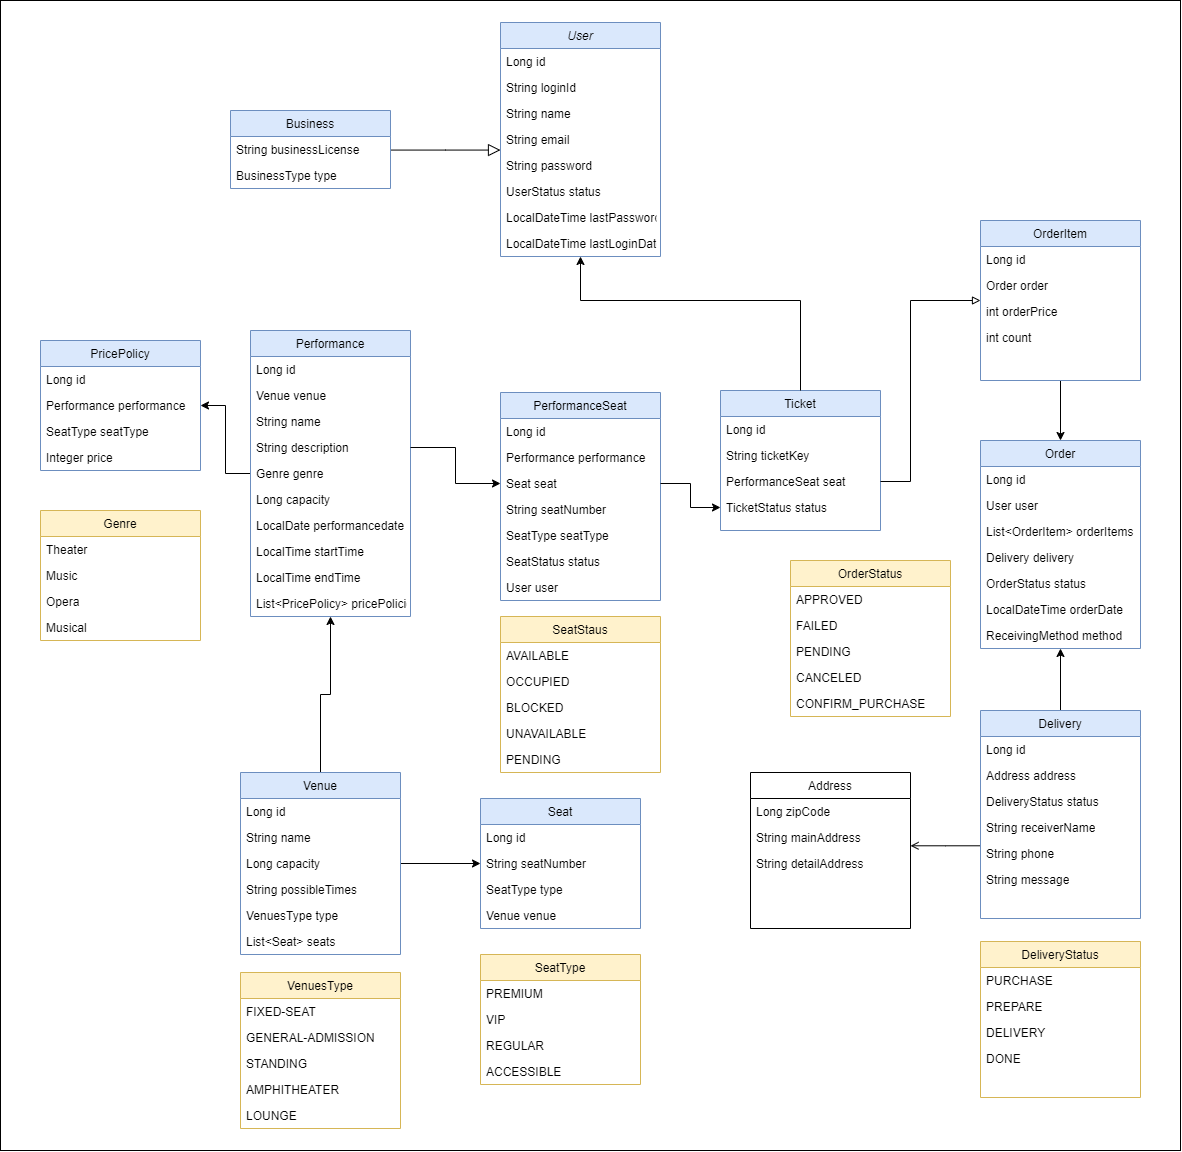 User
Long id
String loginId
String name
String email
String password
UserStatus status
LocalDateTime lastPasswor
LocalDateTime lastLoginDat
Business
String businessLicense
BusinessType type
OrderItem
Long id
Order order
int orderPrice
int count
PricePolicy
Long id
Performance performance
SeatType seatType
Integer price
Performance
Long id
Venue venue
String name
String description
Genre genre
Long capacity
LocalDate performancedate
LocalTime startTime
LocalTime endTime
List<PricePolicy> pricePolici
PerformanceSeat
Long id
Performance performance
Seat seat
String seatNumber
SeatType seatType
SeatStatus status
User user
Ticket
Long id
String ticketKey
PerformanceSeat seat
TicketStatus status
Order
Long id
User user
List<OrderItem> orderItems
Delivery delivery
OrderStatus status
LocalDateTime orderDate
ReceivingMethod method
Genre
Theater
Music
Opera
Musical
OrderStatus
APPROVED
FAILED
PENDING
CANCELED
CONFIRM_PURCHASE
SeatStaus
AVAILABLE
OCCUPIED
BLOCKED
UNAVAILABLE
PENDING
Delivery
Long id
Address address
DeliveryStatus status
String receiverName
String phone
String message
Venue
Long id
String name
Long capacity
String possibleTimes
VenuesType type
List<Seat> seats
Seat
Long id
String seatNumber
SeatType type
Venue venue
Address
Long zipCode
String mainAddress
String detailAddress
VenuesType
FIXED-SEAT
GENERAL-ADMISSION
STANDING
AMPHITHEATER
LOUNGE
SeatType
PREMIUM
VIP
REGULAR
ACCESSIBLE
DeliveryStatus
PURCHASE
PREPARE
DELIVERY
DONE